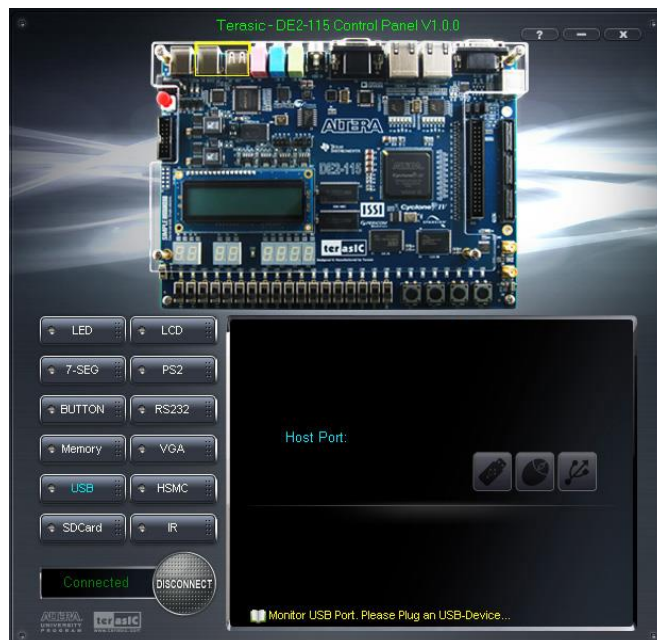 Terasic - DE2-115 Control Panel V1.0.0
? — X
ALTERA
DE2-115
ISSI
Cyclone IV
terasic
LED LCD
7-SEG PS2
BUTTON RS232
Memory VGA
USB HSMC
SDCard IR
Host Port:
Connected DISCONNECT
ALTERA
UNIVERSITY
PROGRAM
terasic
Monitor USB Port. Please Plug an USB-Device...